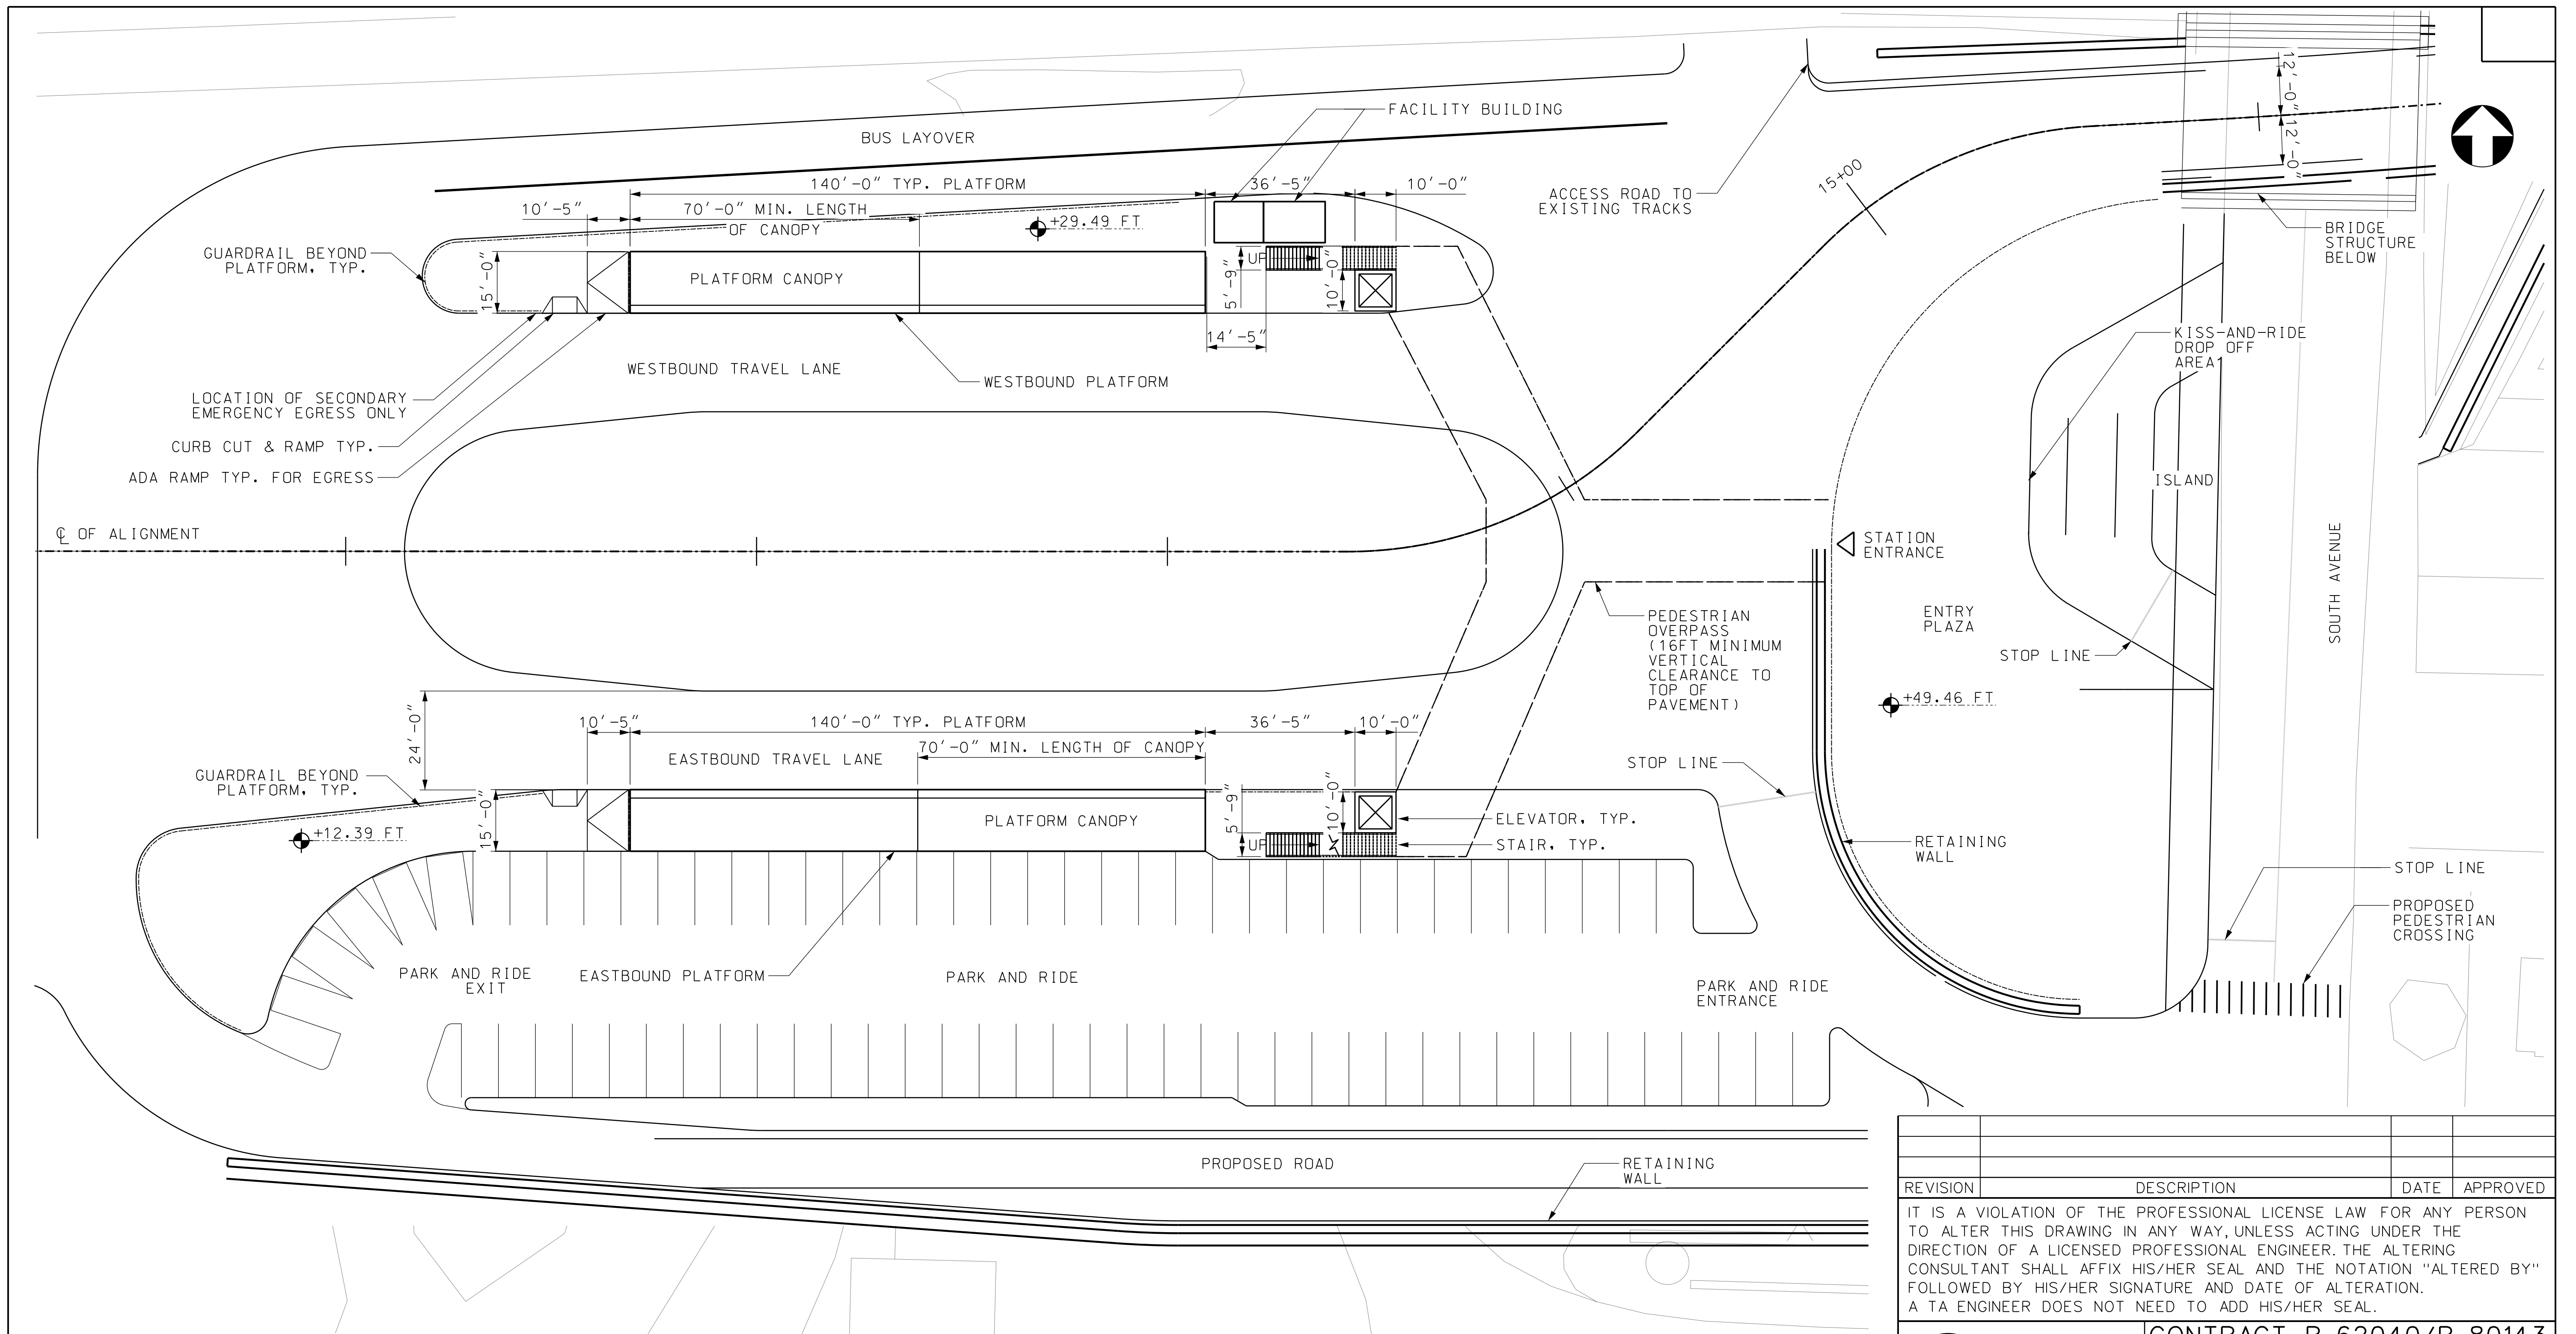 12'-0"
12'-0"
BUS LAYOVER
FACILITY BUILDING
140'-0" TYP. PLATFORM
36'-5"
10'-0"
10'-5"
70'-0" MIN. LENGTH
OF CANOPY
+29.49 FT
ACCESS ROAD TO
EXISTING TRACKS
15+00
GUARDRAIL BEYOND
PLATFORM, TYP.
BRIDGE
STRUCTURE
BELOW
15'-0"
PLATFORM CANOPY
UP
5'-9"
10'-0"
14'-5"
KISS-AND-RIDE
DROP OFF
AREA
WESTBOUND TRAVEL LANE
WESTBOUND PLATFORM
LOCATION OF SECONDARY
EMERGENCY EGRESS ONLY
CURB CUT & RAMP TYP.
ADA RAMP TYP. FOR EGRESS
ISLAND
℄ OF ALIGNMENT
STATION
ENTRANCE
SOUTH AVENUE
ENTRY
PLAZA
PEDESTRIAN
OVERPASS
(16FT MINIMUM
VERTICAL
CLEARANCE TO
TOP OF
PAVEMENT)
STOP LINE
+49.46 FT
24'-0"
10'-5"
140'-0" TYP. PLATFORM
36'-5"
10'-0"
70'-0" MIN. LENGTH OF CANOPY
EASTBOUND TRAVEL LANE
STOP LINE
GUARDRAIL BEYOND
PLATFORM, TYP.
+12.39 FT
15'-0"
PLATFORM CANOPY
5'-9"
10'-0"
UP
ELEVATOR, TYP.
STAIR, TYP.
RETAINING
WALL
STOP LINE
PROPOSED
PEDESTRIAN
CROSSING
PARK AND RIDE
EXIT
EASTBOUND PLATFORM
PARK AND RIDE
PARK AND RIDE
ENTRANCE
PROPOSED ROAD
RETAINING
WALL
REVISION DESCRIPTION DATE APPROVED
IT IS A VIOLATION OF THE PROFESSIONAL LICENSE LAW FOR ANY PERSON
TO ALTER THIS DRAWING IN ANY WAY, UNLESS ACTING UNDER THE
DIRECTION OF A LICENSED PROFESSIONAL ENGINEER. THE ALTERING
CONSULTANT SHALL AFFIX HIS/HER SEAL AND THE NOTATION "ALTERED BY"
FOLLOWED BY HIS/HER SIGNATURE AND DATE OF ALTERATION.
A TA ENGINEER DOES NOT NEED TO ADD HIS/HER SEAL.
CONTRACT